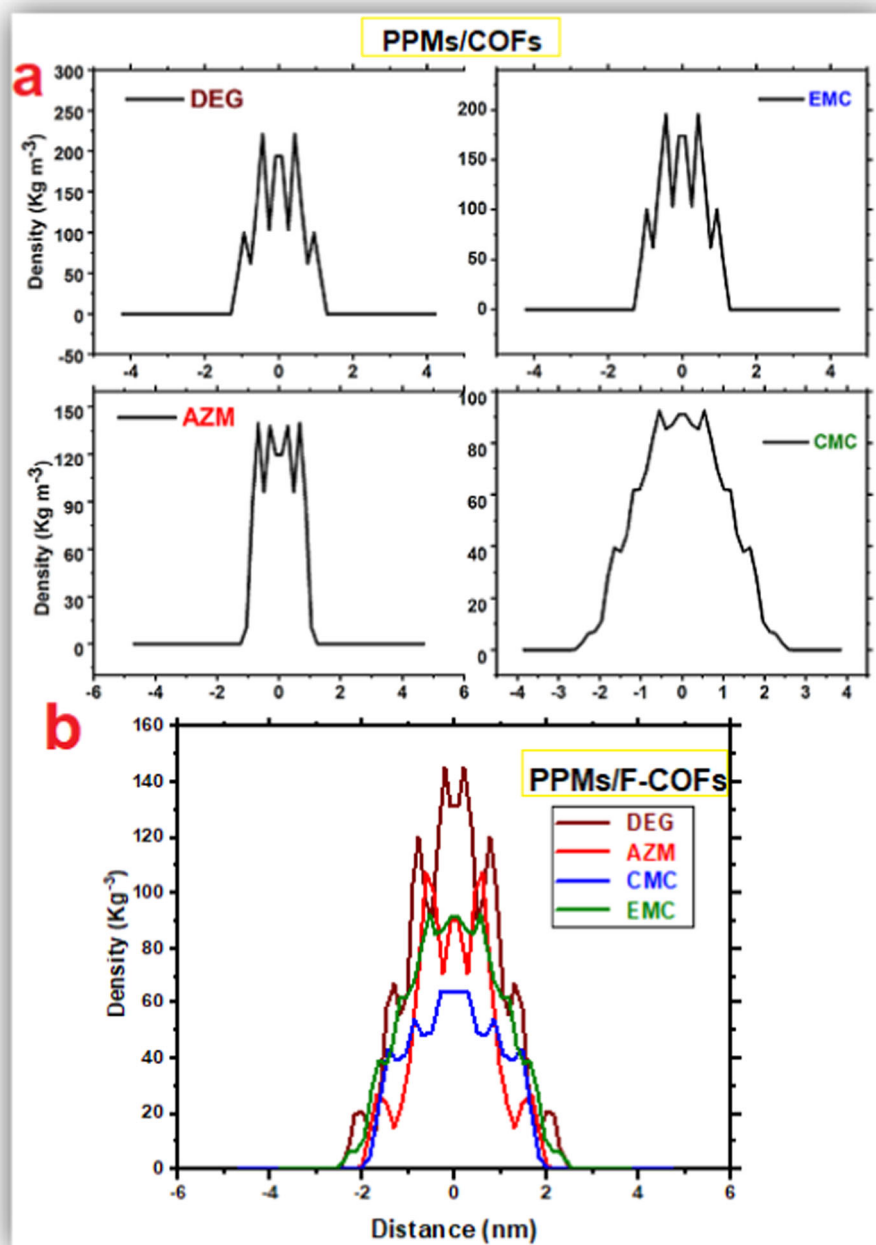 PPMs/COFs
a
DEG
300
250
200
150
100
50
0
-50
Density (Kg m-3)
-4 -2 0 2 4
EMC
200
150
100
50
0
-4 -2 0 2 4
AZM
150
120
90
60
30
0
Density (Kg m-3)
-6 -4 -2 0 2 4 6
CMC
100
80
60
40
20
0
-4 -3 -2 -1 0 1 2 3 4
b
PPMs/F-COFs
DEG
AZM
CMC
EMC
160
140
120
100
80
60
40
20
0
Density (Kg-3)
-6 -4 -2 0 2 4 6
Distance (nm)